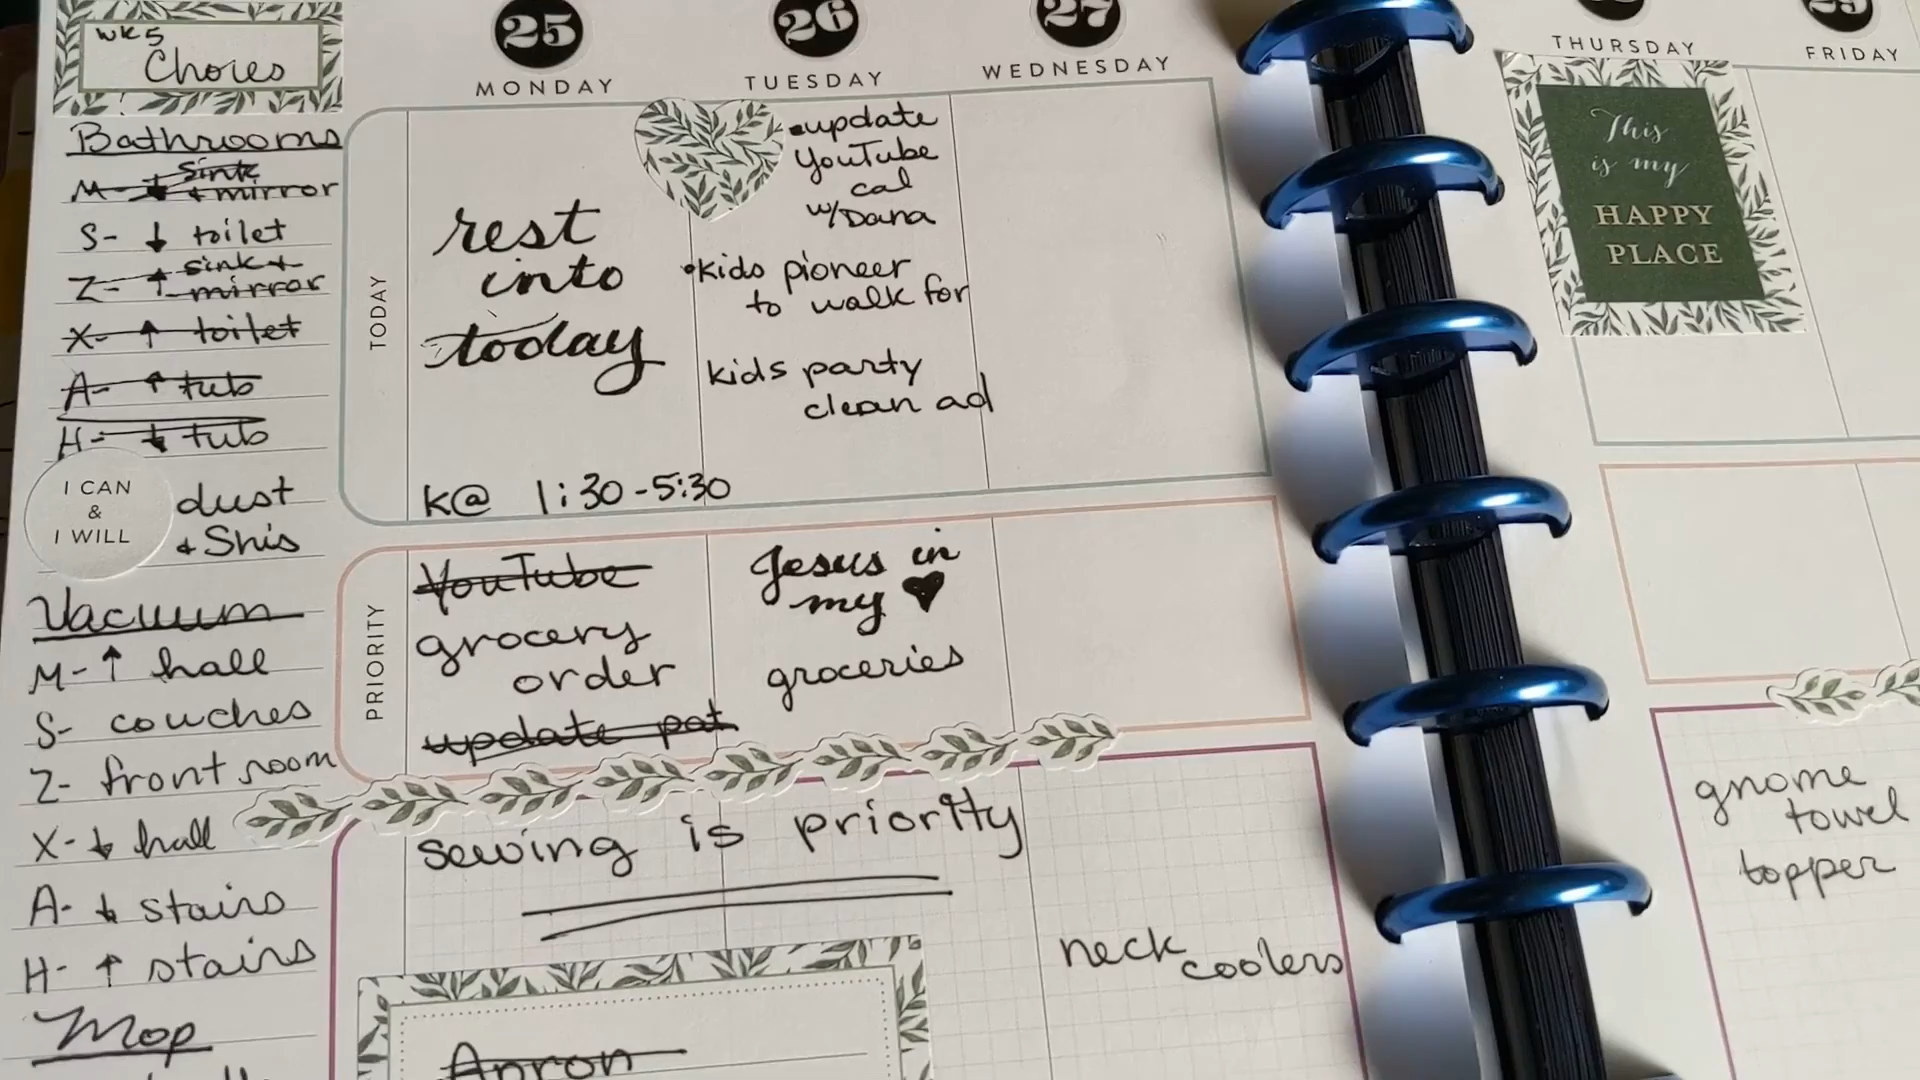 wk5
Chores
Bathrooms
M- ↓ sink
+ mirror
S- ↓ toilet
Z- ↑ sink +
mirror
X- ↑ toilet
A- ↑ tub
H- ↓ tub
I CAN
&
I WILL
dust
+ Shis
Vacuum
M- ↑ hall
S- couches
Z- front room
X- ↓ hall
A- ↓ stairs
H- ↑ stairs
Mop
25
MONDAY
26
TUESDAY
27
WEDNESDAY
TODAY
rest
into
today
K@ 1:30-5:30
•update
YouTube
cal
w/Dana
•kids pioneer
to walk for
kids party
clean ad
PRIORITY
YouTube
grocery
order
update pat
Jesus in
my ♥
groceries
sewing is priority
neck
coolers
Apron
THURSDAY
FRIDAY
This
is my
HAPPY
PLACE
gnome
towel
topper